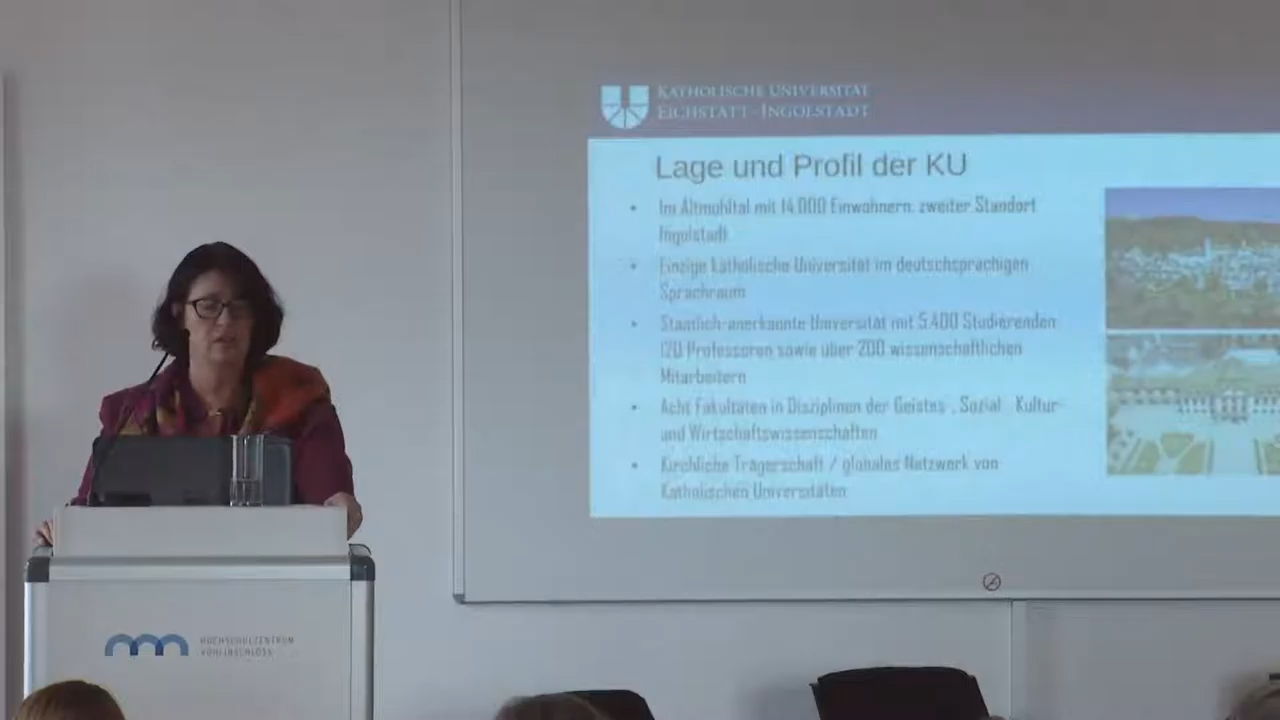 KATHOLISCHE UNIVERSITÄT
EICHSTÄTT-INGOLSTADT
Lage und Profil der KU
• Im Altmühltal mit 14.000 Einwohnern, zweiter Standort
Ingolstadt
• Einzige katholische Universität im deutschsprachigen
Sprachraum
• Staatlich-anerkannte Universität mit 5.400 Studierenden
120 Professoren sowie über 200 wissenschaftlichen
Mitarbeitern
• Acht Fakultäten in Disziplinen der Geistes-, Sozial-, Kultur-
und Wirtschaftswissenschaften
• Kirchliche Trägerschaft / globales Netzwerk von
Katholischen Universitäten
HOCHSCHULZENTRUM
VÖHLINSCHLOSS